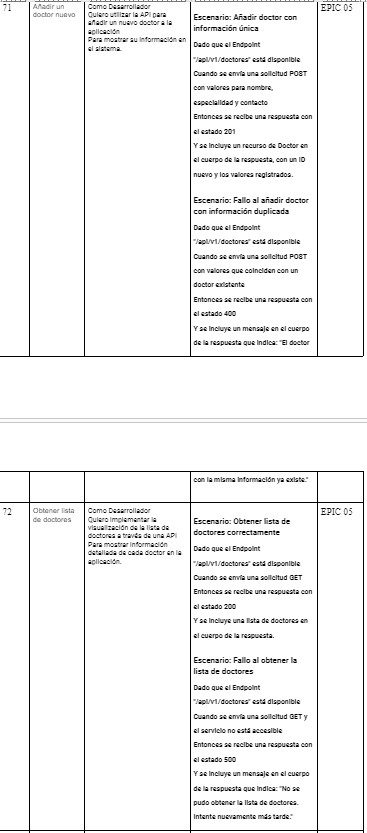 71
Añadir un
doctor nuevo
Como Desarrollador
Quiero utilizar la API para
añadir un nuevo doctor a la
aplicación
Para mostrar su información en
el sistema.
Escenario: Añadir doctor con
información única
Dado que el Endpoint
"/api/v1/doctores" está disponible
Cuando se envía una solicitud POST
con valores para nombre,
especialidad y contacto
Entonces se recibe una respuesta con
el estado 201
Y se incluye un recurso de Doctor en
el cuerpo de la respuesta, con un ID
nuevo y los valores registrados.
Escenario: Fallo al añadir doctor
con información duplicada
Dado que el Endpoint
"/api/v1/doctores" está disponible
Cuando se envía una solicitud POST
con valores que coinciden con un
doctor existente
Entonces se recibe una respuesta con
el estado 400
Y se incluye un mensaje en el cuerpo
de la respuesta que indica: "El doctor
EPIC 05
con la misma información ya existe."
72
Obtener lista
de doctores
Como Desarrollador
Quiero implementar la
visualización de la lista de
doctores a través de una API
Para mostrar información
detallada de cada doctor en la
aplicación.
Escenario: Obtener lista de
doctores correctamente
Dado que el Endpoint
"/api/v1/doctores" está disponible
Cuando se envía una solicitud GET
Entonces se recibe una respuesta con
el estado 200
Y se incluye una lista de doctores en
el cuerpo de la respuesta.
Escenario: Fallo al obtener la
lista de doctores
Dado que el Endpoint
"/api/v1/doctores" está disponible
Cuando se envía una solicitud GET y
el servicio no está accesible
Entonces se recibe una respuesta con
el estado 500
Y se incluye un mensaje en el cuerpo
de la respuesta que indica: "No se
pudo obtener la lista de doctores.
Intente nuevamente más tarde."
EPIC 05